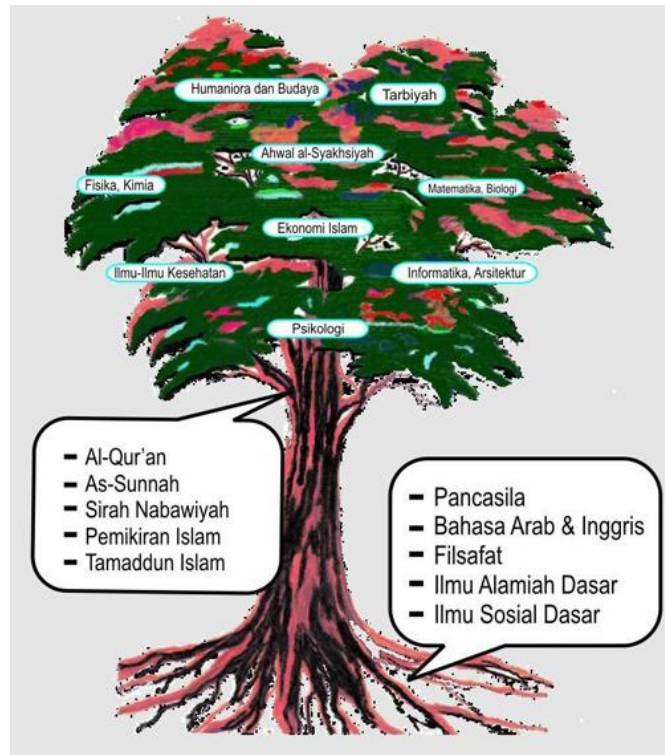 Humaniora dan Budaya
Tarbiyah
Ahwal al-Syakhsiyah
Fisika, Kimia
Matematika, Biologi
Ekonomi Islam
Ilmu-Ilmu Kesehatan
Informatika, Arsitektur
Psikologi
- Al-Qur'an
- As-Sunnah
- Sirah Nabawiyah
- Pemikiran Islam
- Tamaddun Islam
- Pancasila
- Bahasa Arab & Inggris
- Filsafat
- Ilmu Alamiah Dasar
- Ilmu Sosial Dasar